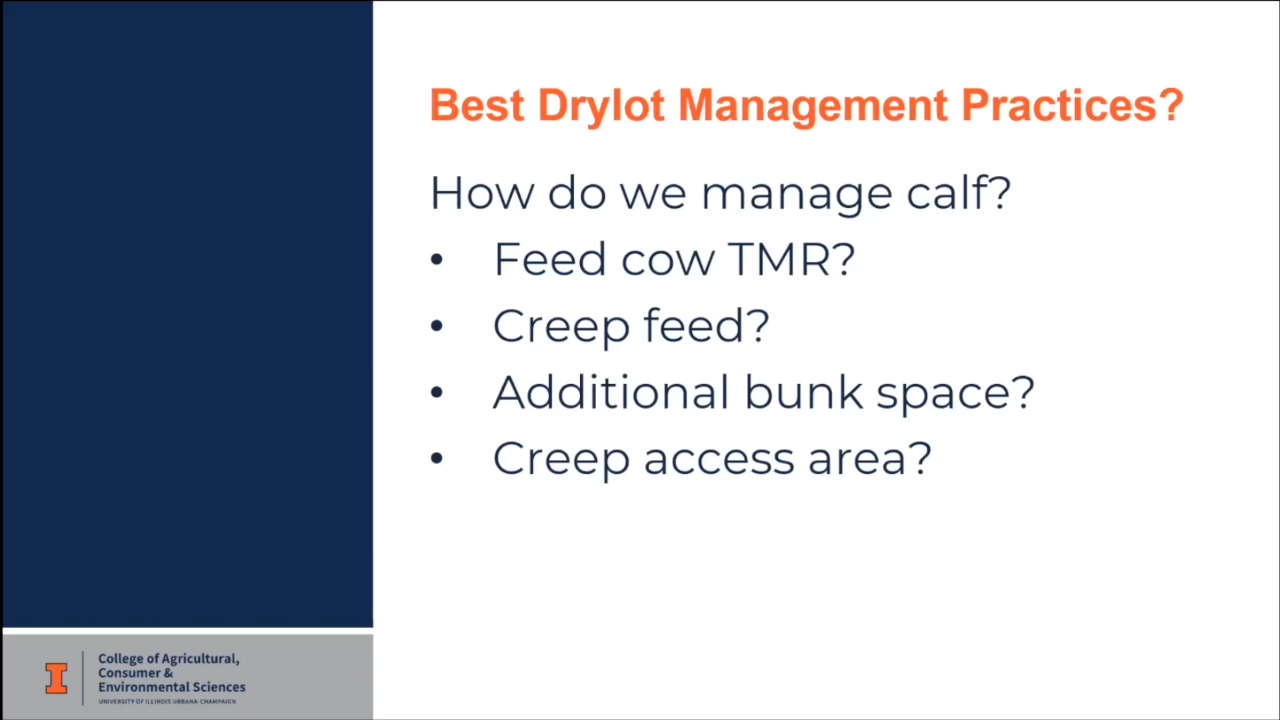 Best Drylot Management Practices?
How do we manage calf?
• Feed cow TMR?
• Creep feed?
• Additional bunk space?
• Creep access area?
I
College of Agricultural,
Consumer &
Environmental Sciences
UNIVERSITY OF ILLINOIS URBANA-CHAMPAIGN